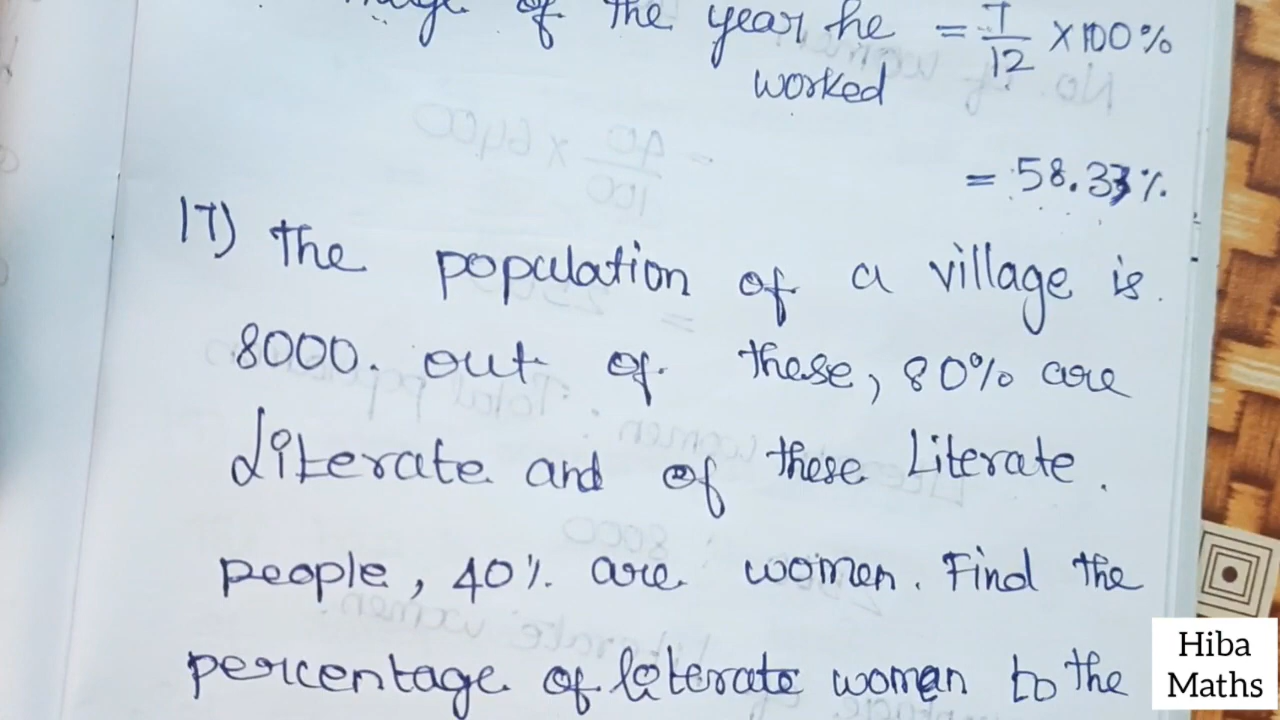 of the year he = 7/12 × 100%
worked
= 58.33%
17) The population of a village is
8000. out of these, 80% are
Literate and of these Literate
people, 40% are women. Find the
percentage of literate women to the
Hiba
Maths